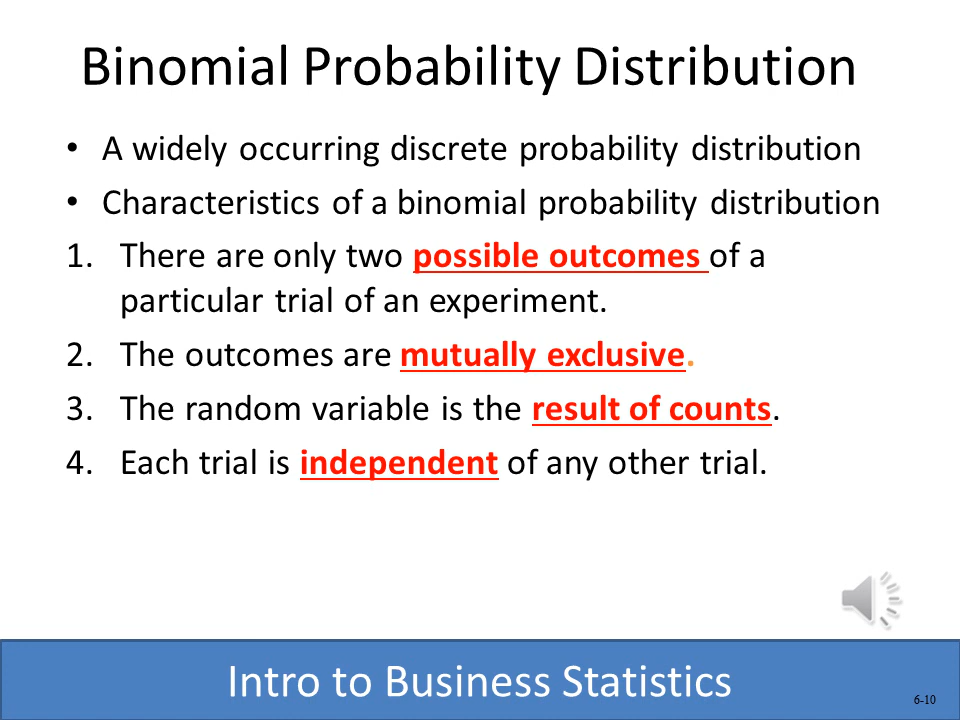 Binomial Probability Distribution
• A widely occurring discrete probability distribution
• Characteristics of a binomial probability distribution
1. There are only two possible outcomes of a
particular trial of an experiment.
2. The outcomes are mutually exclusive.
3. The random variable is the result of counts.
4. Each trial is independent of any other trial.
Intro to Business Statistics
6-10